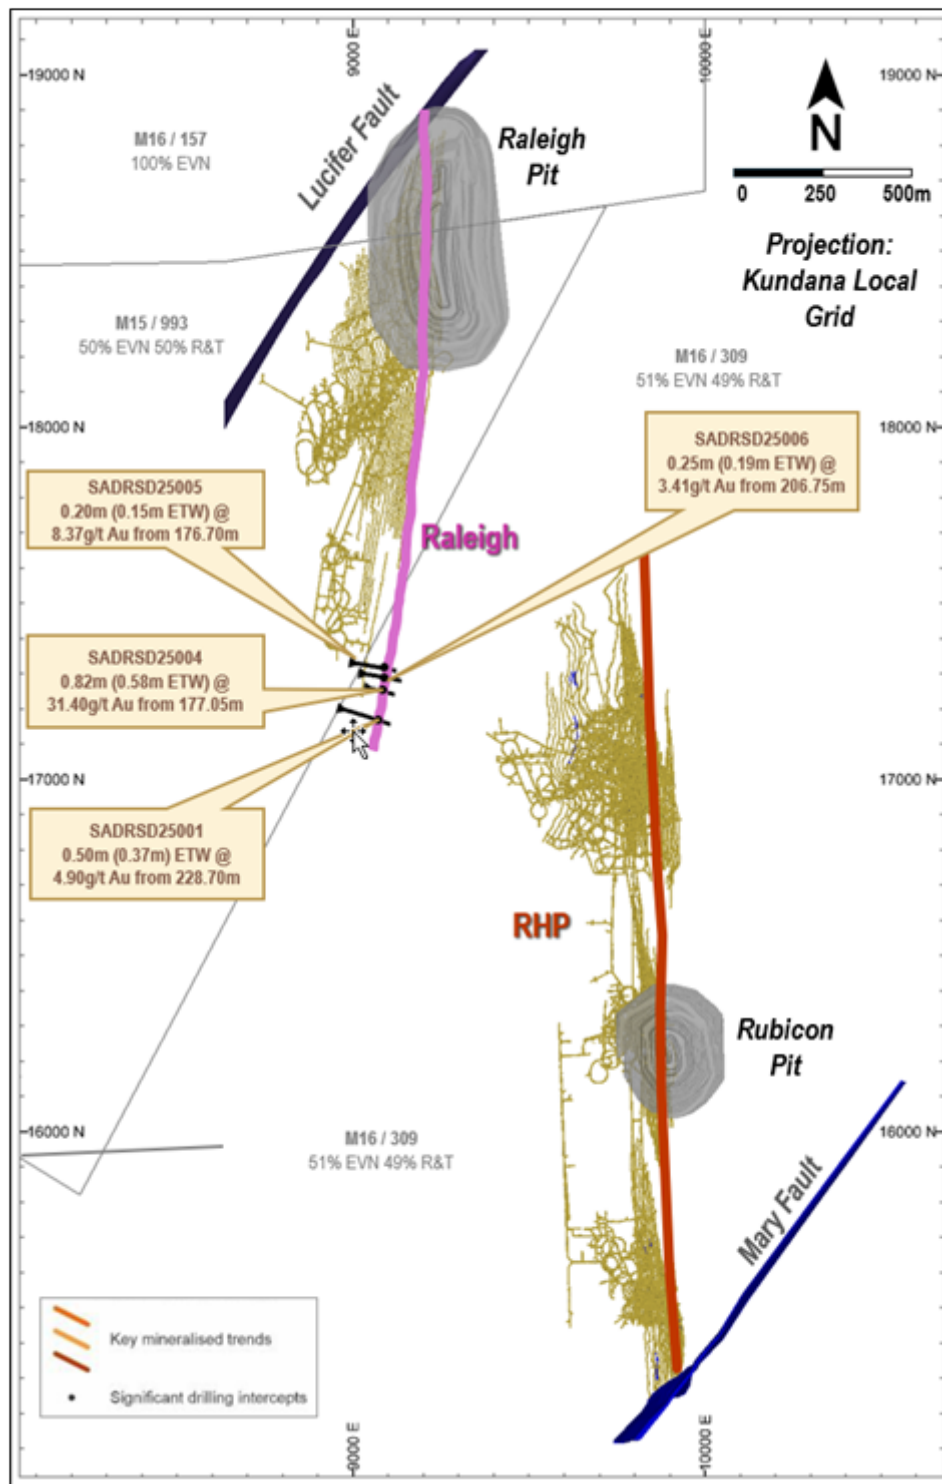 9000 E
10000 E
19000 N
19000 N
Lucifer Fault
M16 / 157
100% EVN
Raleigh
Pit
N
0 250 500m
Projection:
Kundana Local
Grid
M15 / 993
50% EVN 50% R&T
M16 / 309
51% EVN 49% R&T
18000 N
18000 N
SADRSD25006
0.25m (0.19m ETW) @
3.41g/t Au from 206.75m
SADRSD25005
0.20m (0.15m ETW) @
8.37g/t Au from 176.70m
Raleigh
SADRSD25004
0.82m (0.58m ETW) @
31.40g/t Au from 177.05m
17000 N
17000 N
SADRSD25001
0.50m (0.37m) ETW @
4.90g/t Au from 228.70m
RHP
Rubicon
Pit
16000 N
16000 N
M16 / 309
51% EVN 49% R&T
Mary Fault
Key mineralised trends
Significant drilling intercepts
9000 E
10000 E